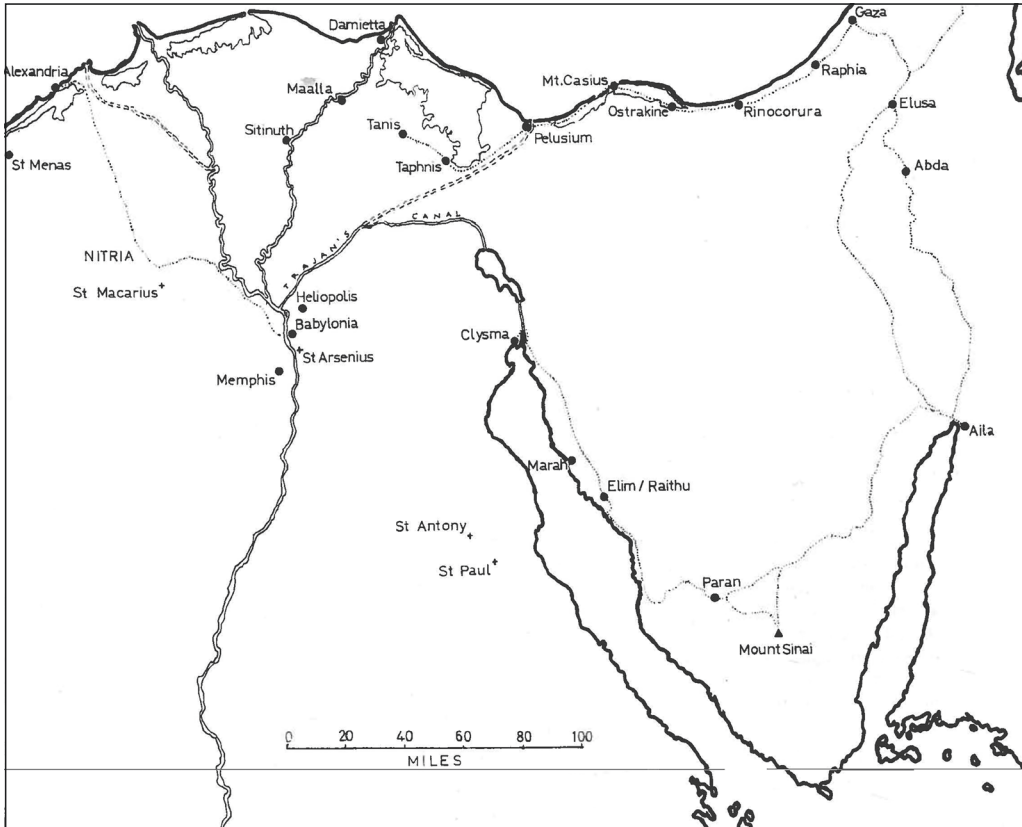 Gaza
Damietta
Alexandria
Raphia
Mt. Casius
Maalla
Ostrakine
Rinocorura
Elusa
Tanis
Sitinuth
Pelusium
St Menas
Taphnis
Abda
TRAJAN'S CANAL
NITRIA
St Macarius
Heliopolis
Babylonia
Clysma
St Arsenius
Memphis
Aila
Marah
Elim / Raithu
St Antony
St Paul
Paran
Mount Sinai
0 20 40 60 80 100
MILES